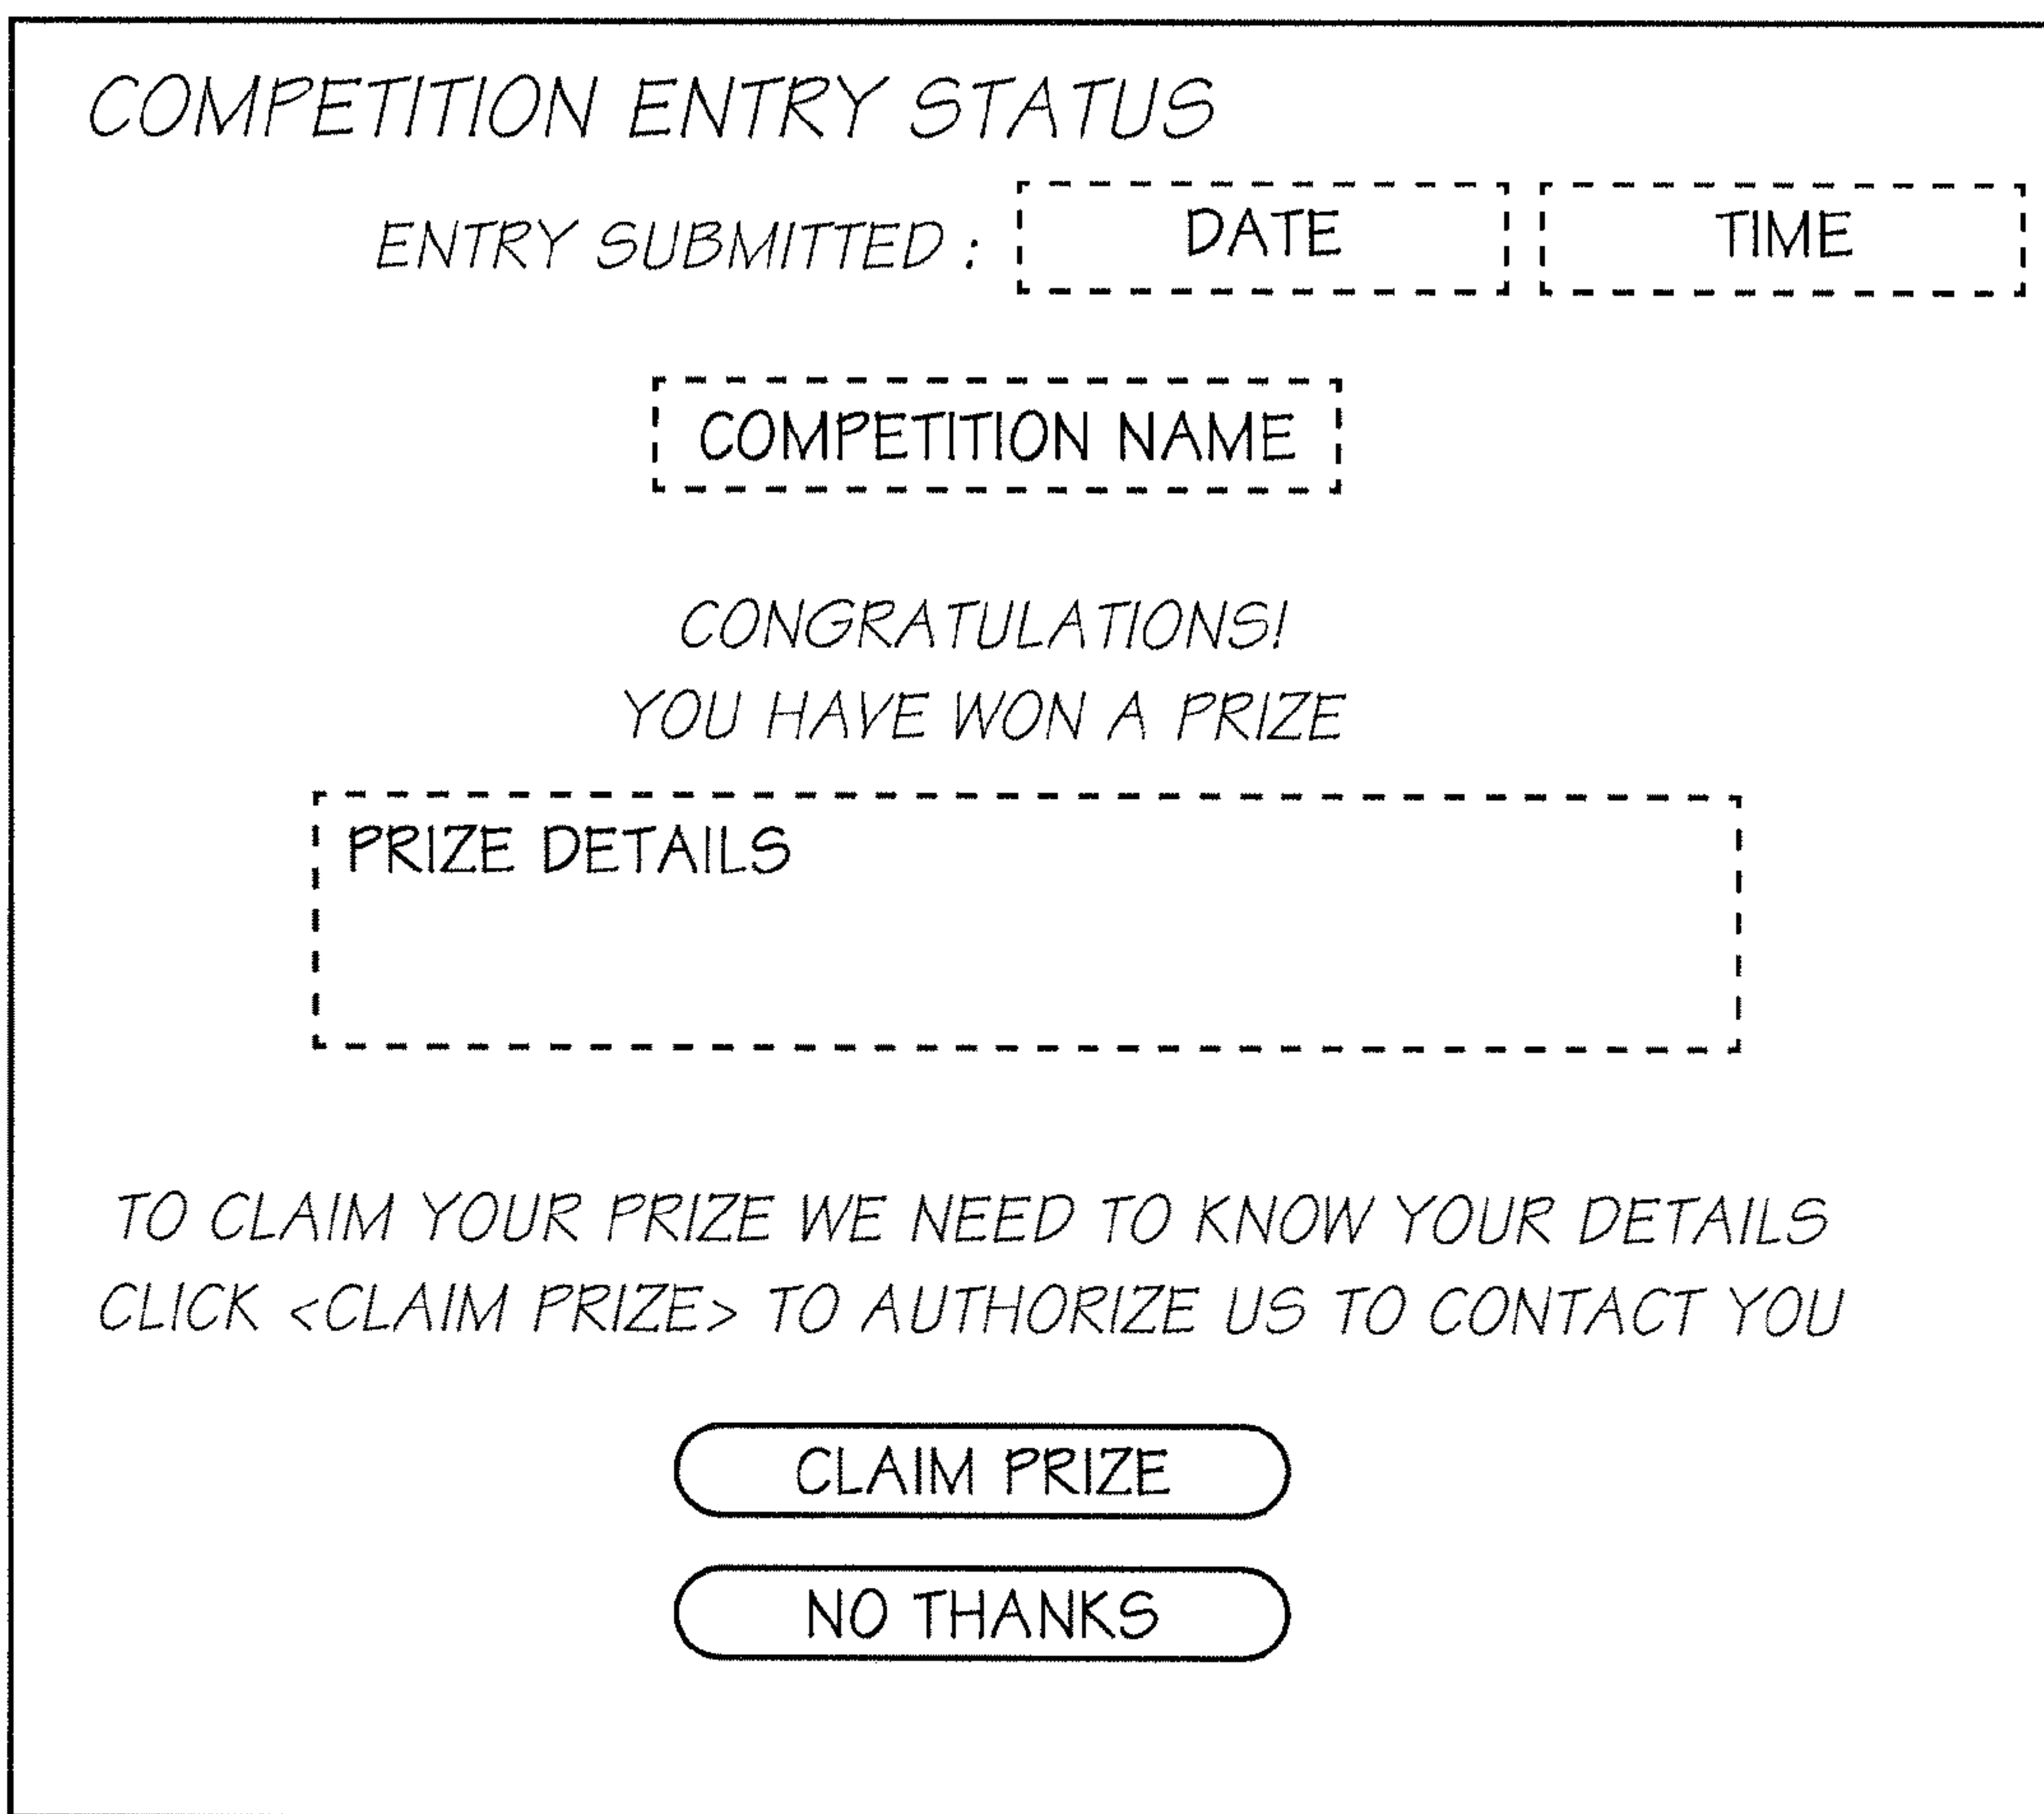 COMPETITION ENTRY STATUS
ENTRY SUBMITTED : DATE TIME
COMPETITION NAME
CONGRATULATIONS!
YOU HAVE WON A PRIZE
PRIZE DETAILS
TO CLAIM YOUR PRIZE WE NEED TO KNOW YOUR DETAILS
CLICK <CLAIM PRIZE> TO AUTHORIZE US TO CONTACT YOU
CLAIM PRIZE
NO THANKS